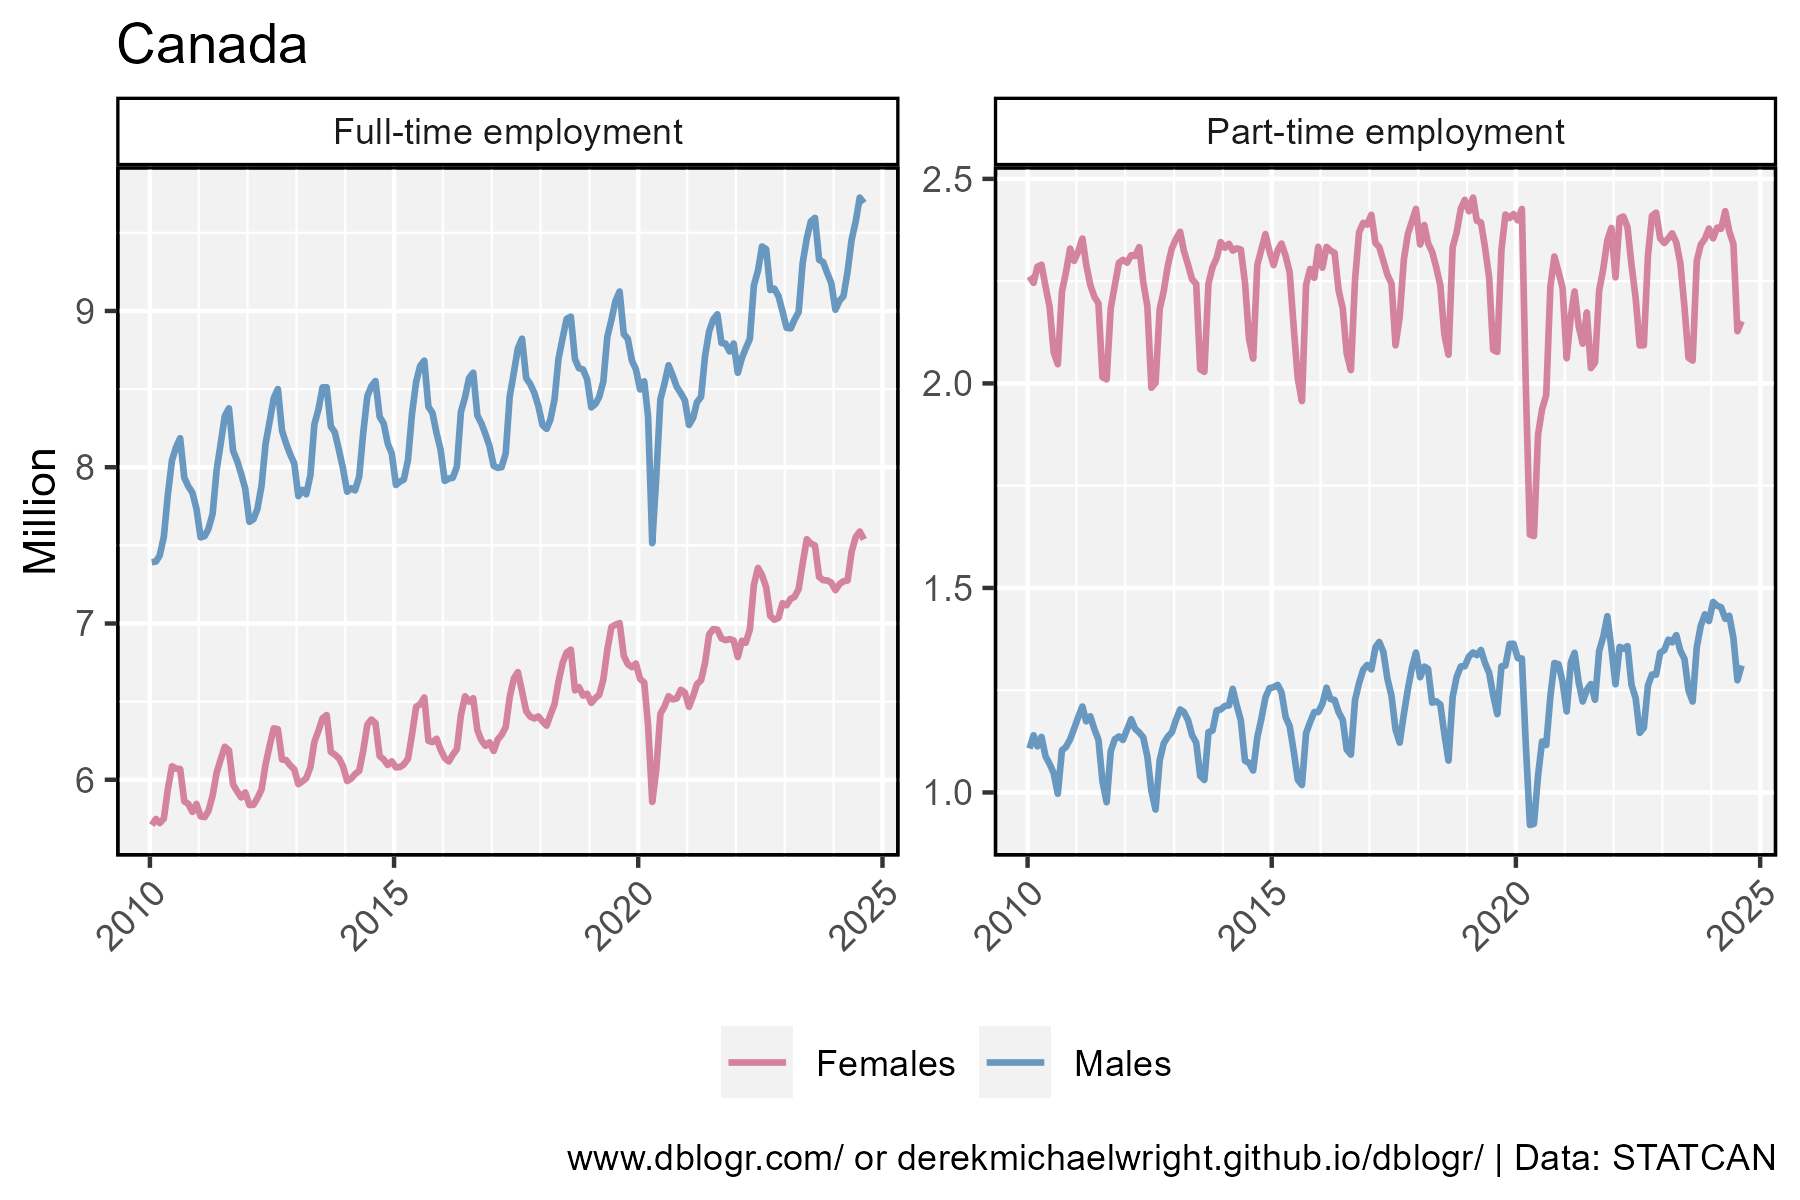 Canada
Full-time employment
Part-time employment
Million
9
8
7
6
2.5
2.0
1.5
1.0
2010
2015
2020
2025
2010
2015
2020
2025
Females
Males
www.dblogr.com/ or derekmichaelwright.github.io/dblogr/ | Data: STATCAN